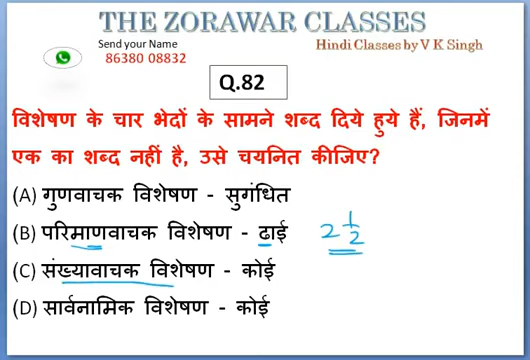 THE ZORAWAR CLASSES
Send your Name
Hindi Classes by V K Singh
86380 08832
Q.82
विशेषण के चार भेदों के सामने शब्द दिये हुये हैं, जिनमें
एक का शब्द नहीं है, उसे चयनित कीजिए?
(A) गुणवाचक विशेषण - सुगंधित
(B) परिमाणवाचक विशेषण - ढाई 2 1/2
(C) संख्यावाचक विशेषण - कोई
(D) सार्वनामिक विशेषण - कोई